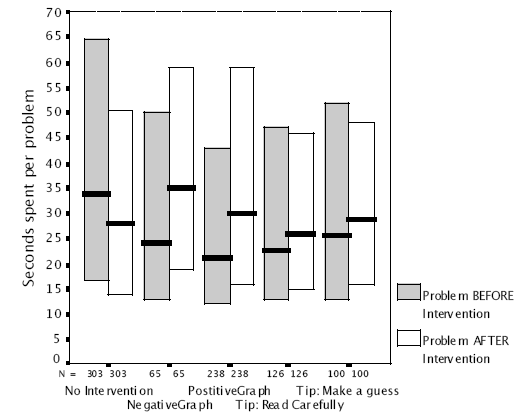 Seconds spent per problem
70
65
60
55
50
45
40
35
30
25
20
15
10
5
0
N = 303 303 65 65 238 238 126 126 100 100
No Intervention PostitiveGraph Tip: Make a guess
NegativeGraph Tip: Read Carefully
Problem BEFORE
Intervention
Problem AFTER
Intervention